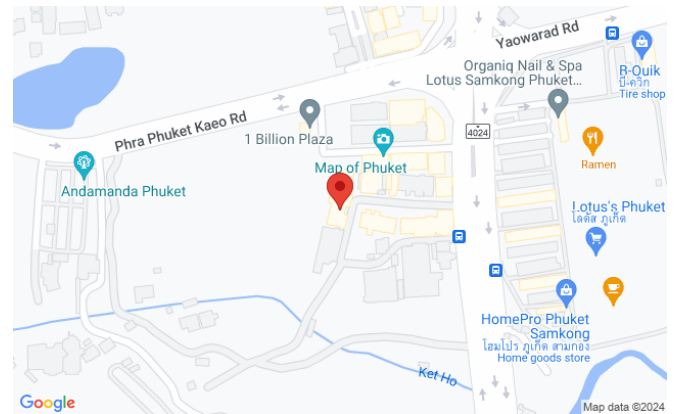 Yaowarad Rd
Organiq Nail & Spa
Lotus Samkong Phuket...
B-Quik
บี-ควิก
Tire shop
Phra Phuket Kaeo Rd
1 Billion Plaza
4024
Map of Phuket
Ramen
Andamanda Phuket
Lotus's Phuket
โลตัส ภูเก็ต
HomePro Phuket
Samkong
โฮมโปร ภูเก็ต สามกอง
Home goods store
Ket Ho
Google
Map data ©2024